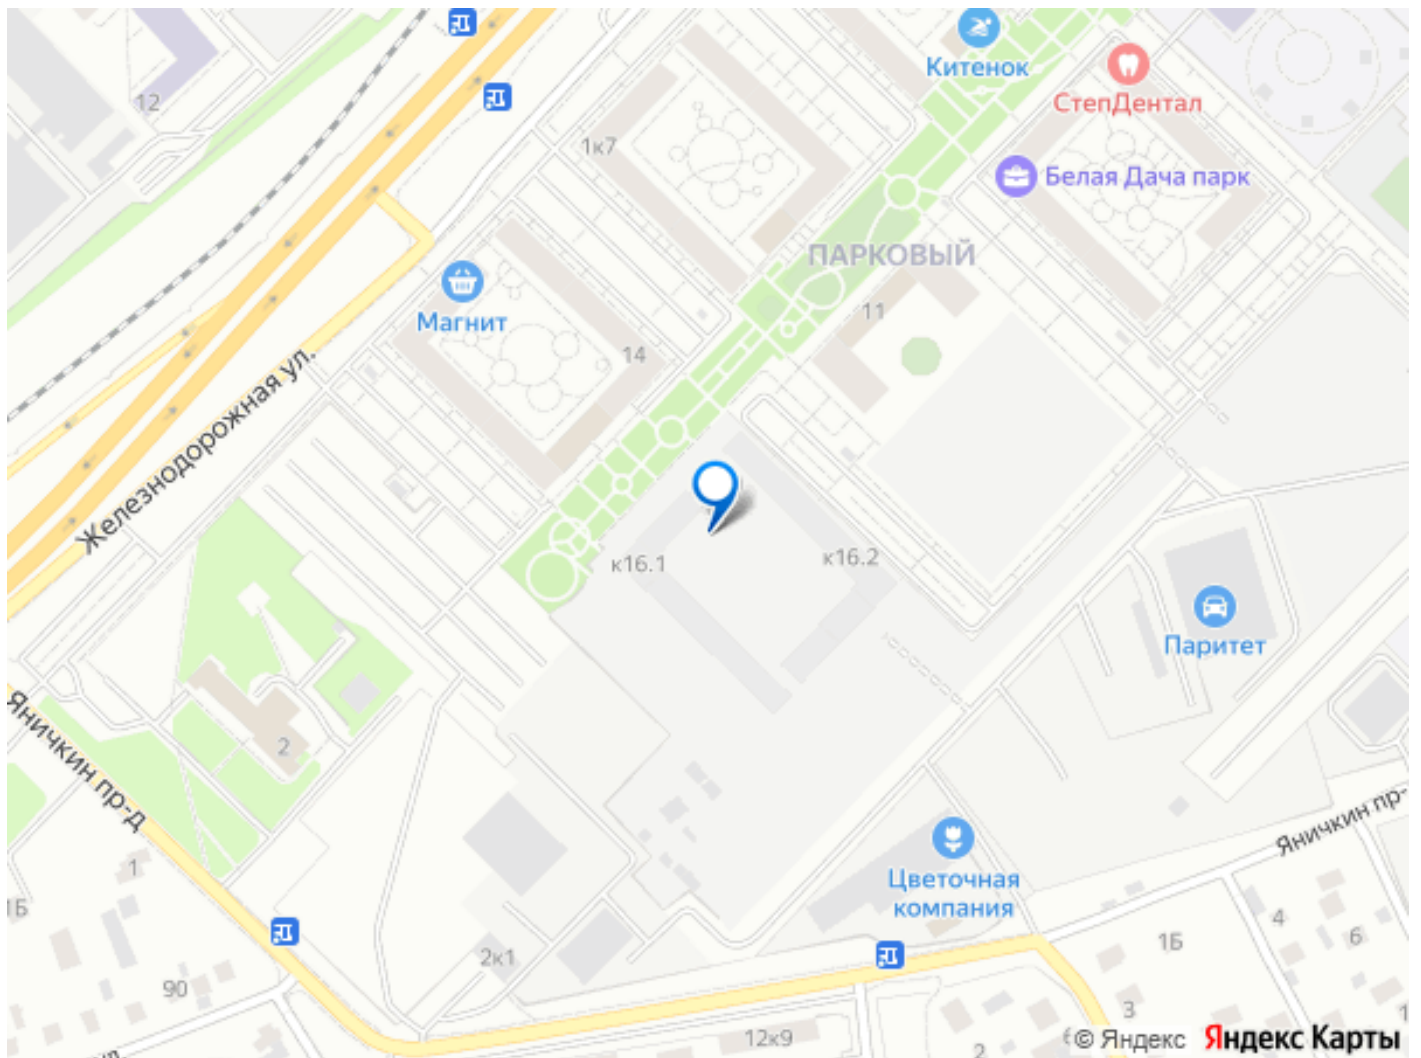 Китенок
СтепДентал
12
1к7
Белая Дача парк
ПАРКОВЫЙ
Магнит
11
14
Железнодорожная ул.
к16.1
к16.2
Паритет
2
Яничкин пр-д
Яничкин пр-
1
1Б
Цветочная
компания
4
6
1Б
2к1
90
3
12к9
2
© Яндекс Яндекс Карты